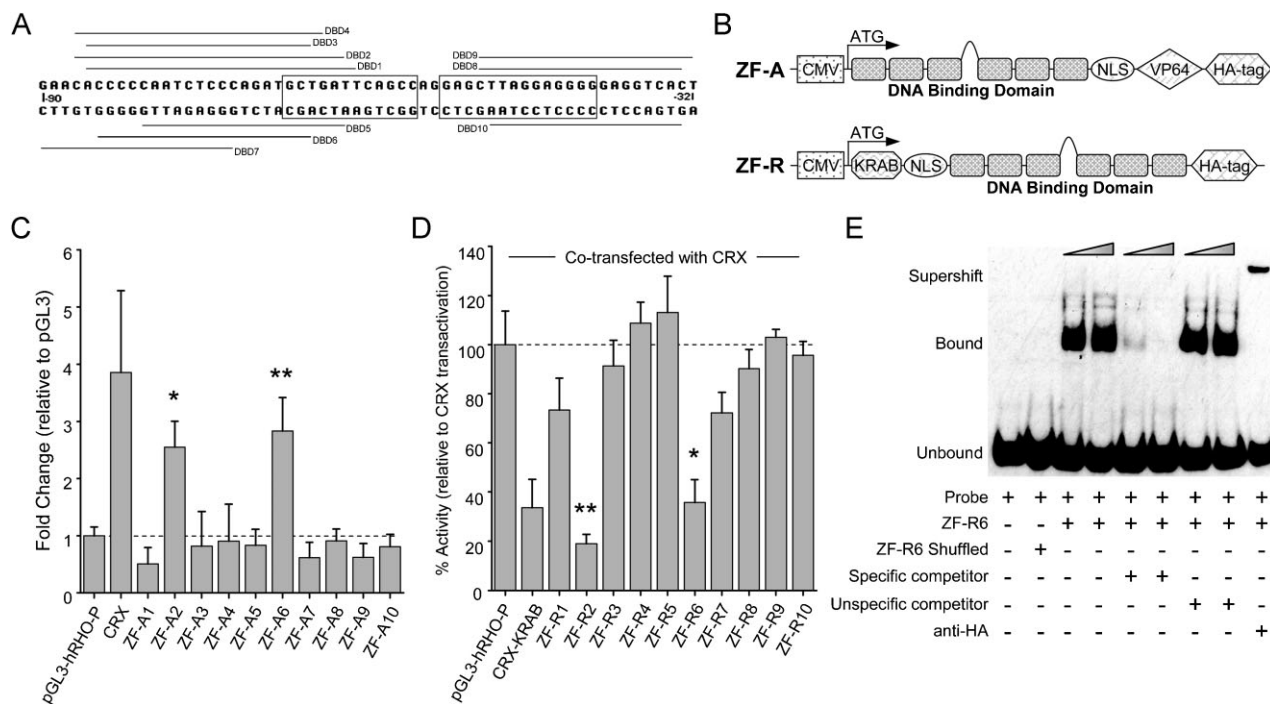 A
DBD4
DBD3
DBD2 DBD9
DBD1 DBD8
GAACACCCCCAATCTCCCAGATGCTGATTCAGCCAGGAGCTTAGGAGGGGGAGGTCACT
-90 -32
CTTGTGGGGGTTAGAGGGTCTACGACTAAGTCGGTCCTCGAATCCTCCCCCTCCAGTGA
DBD5 DBD10
DBD6
DBD7
B
ATG
ZF-A CMV NLS VP64 HA-tag
DNA Binding Domain
ATG
ZF-R CMV KRAB NLS HA-tag
DNA Binding Domain
C
Fold Change (relative to pGL3)
6
5
4
3
2
1
0
* **
pGL3-hRHO-P
CRX
ZF-A1
ZF-A2
ZF-A3
ZF-A4
ZF-A5
ZF-A6
ZF-A7
ZF-A8
ZF-A9
ZF-A10
D
% Activity (relative to CRX transactivation)
140
120
100
80
60
40
20
0
Co-transfected with CRX
** *
pGL3-hRHO-P
CRX-KRAB
ZF-R1
ZF-R2
ZF-R3
ZF-R4
ZF-R5
ZF-R6
ZF-R7
ZF-R8
ZF-R9
ZF-R10
E
Supershift
Bound
Unbound
Probe + + + + + + + + +
ZF-R6 - - + + + + + + +
ZF-R6 Shuffled - + - - - - - - -
Specific competitor - - - - + + - - -
Unspecific competitor - - - - - - + + -
anti-HA - - - - - - - - +